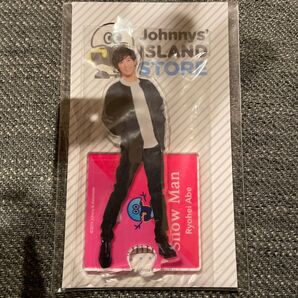 Johnnys'
ISLAND
STORE
Snow Man
Ryohei Abe